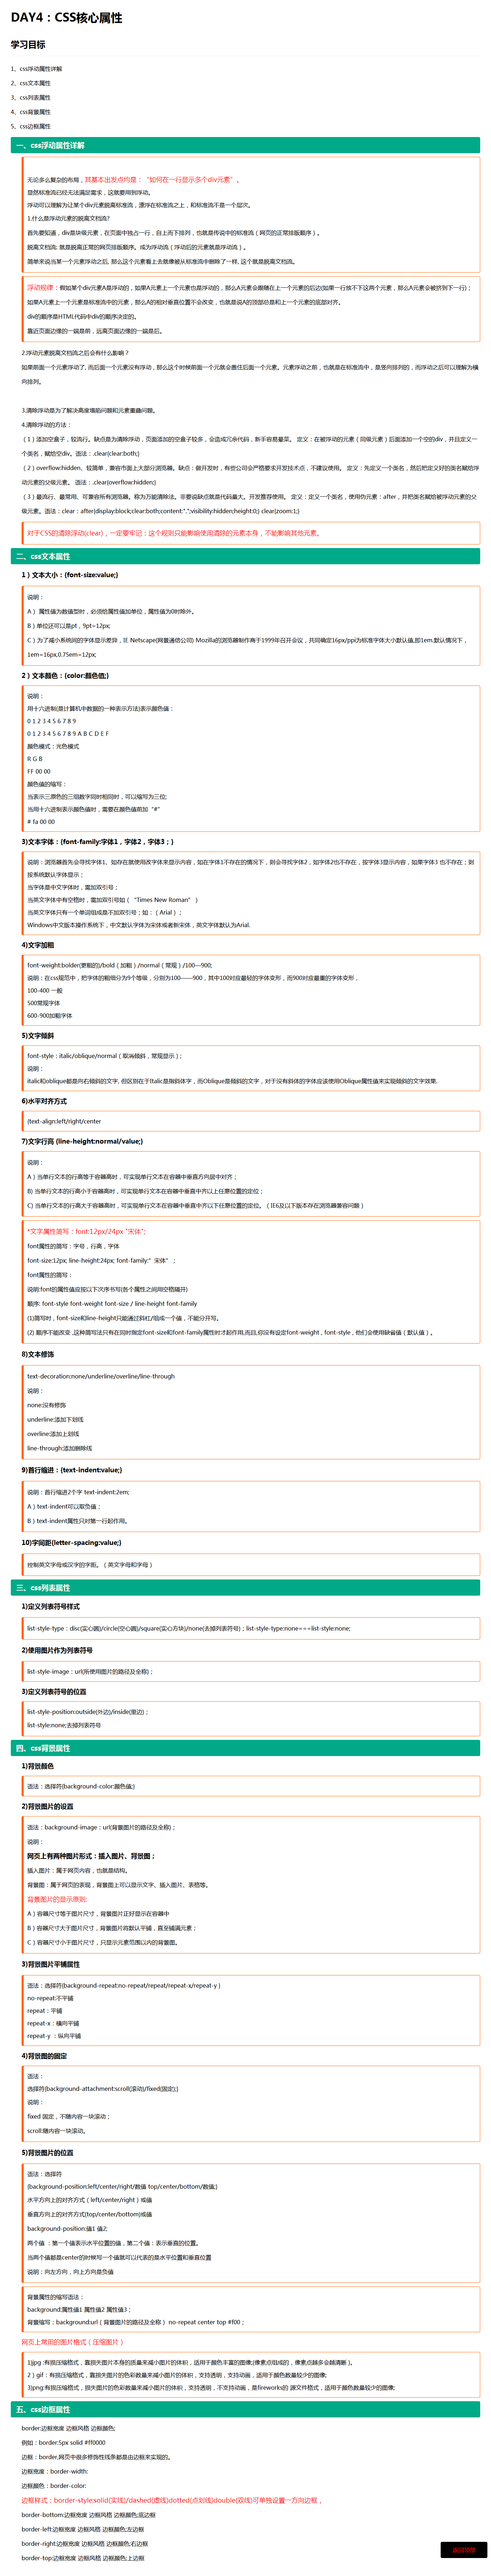 DAY4：CSS核心属性
学习目标
1、css浮动属性详解
2、css文本属性
3、css列表属性
4、css背景属性
5、css边框属性
一、css浮动属性详解
无论多么复杂的布局，其基本出发点均是：“如何在一行显示多个div元素”。
显然标准流已经无法满足需求，这就要用到浮动。
浮动可以理解为让某个div元素脱离标准流，漂浮在标准流之上，和标准流不是一个层次。
1.什么是浮动元素的脱离文档流?
首先要知道，div是块级元素，在页面中独占一行，自上而下排列，也就是传说中的标准流（网页的正常排版顺序）。
脱离文档流: 就是脱离正常的网页排版顺序。成为浮动流（浮动后的元素就是浮动流）。
简单来说当某一个元素浮动之后, 那么这个元素看上去就像被从标准流中删除了一样, 这个就是脱离文档流。
浮动规律：假如某个div元素A是浮动的，如果A元素上一个元素也是浮动的，那么A元素会跟随在上一个元素的后边(如果一行放不下这两个元素，那么A元素会被挤到下一行)；
如果A元素上一个元素是标准流中的元素，那么A的相对垂直位置不会改变，也就是说A的顶部总是和上一个元素的底部对齐。
div的顺序是HTML代码中div的顺序决定的。
靠近页面边缘的一端是前，远离页面边缘的一端是后。
2.浮动元素脱离文档流之后会有什么影响？
如果前面一个元素浮动了, 而后面一个元素没有浮动 , 那么这个时候前面一个元就会盖住后面一个元素。元素浮动之前，也就是在标准流中，是竖向排列的，而浮动之后可以理解为横
向排列。
3.清除浮动是为了解决高度塌陷问题和元素重叠问题。
4.清除浮动的方法：
（1）添加空盒子，较流行。缺点是为清除浮动，页面添加的空盒子较多，会造成冗余代码，新手容易晕菜。 定义：在被浮动的元素（同级元素）后面添加一个空的div，并且定义一
个类名，赋给空div。语法：.clear{clear:both;}
（2）overflow:hidden、较简单，兼容市面上大部分浏览器。缺点：做开发时，有些公司会严格要求开发技术点，不建议使用。 定义：先定义一个类名，然后把定义好的类名赋给浮
动元素的父级元素。 语法：.clear{overflow:hidden;}
（3）最流行、最常用、可兼容所有浏览器。称为万能清除法。非要说缺点就是代码量大。开发推荐使用。 定义：定义一个类名，使用伪元素：after，并把类名赋给被浮动元素的父
级元素。语法：clear：after{display:block;clear:both;content:".";visibility:hidden;height:0;} clear{zoom:1;}
对于CSS的清除浮动(clear)，一定要牢记：这个规则只能影响使用清除的元素本身，不能影响其他元素。
二、css文本属性
1）文本大小：{font-size:value;}
说明：
A） 属性值为数值型时，必须给属性值加单位，属性值为0时除外。
B）单位还可以是pt，9pt=12px;
C）为了减小系统间的字体显示差异，IE Netscape(网景通信公司) Mozilla的浏览器制作商于1999年召开会议，共同确定16px/ppi为标准字体大小默认值,即1em.默认情况下，
1em=16px,0.75em=12px
2）文本颜色：{color:颜色值;}
说明：
用十六进制(是计算机中数据的一种表示方法)表示颜色值：
0 1 2 3 4 5 6 7 8 9
0 1 2 3 4 5 6 7 8 9 A B C D E F
颜色模式：光色模式
R G B
FF 00 00
颜色值的缩写：
当表示三原色的三组数字同时相同时，可以缩写为三位;
当用十六进制表示颜色值时，需要在颜色值前加“#”
# fa 00 00
3)文本字体：{font-family:字体1，字体2，字体3；}
说明：浏览器首先会寻找字体1、如存在就使用改字体来显示内容，如在字体1不存在的情况下，则会寻找字体2，如字体2也不存在，按字体3显示内容，如果字体3 也不存在；则
按系统默认字体显示；
当字体是中文字体时，需加双引号；
当英文字体中有空格时，需加双引号如（ “Times New Roman” ）
当英文字体只有一个单词组成是不加双引号；如：（Arial）；
Windows中文版本操作系统下，中文默认字体为宋体或者新宋体，英文字体默认为Arial.
4)文字加粗
font-weight:bolder(更粗的)/bold（加粗）/normal（常规）/100—900;
说明：在css规范中，把字体的粗细分为9个等级，分别为100——900，其中100对应最轻的字体变形，而900对应最重的字体变形，
100-400 一般
500常规字体
600-900加粗字体
5)文字倾斜
font-style：italic/oblique/normal（取消倾斜，常规显示）;
说明：
italic和oblique都是向右倾斜的文字, 但区别在于Italic是指斜体字，而Oblique是倾斜的文字，对于没有斜体的字体应该使用Oblique属性值来实现倾斜的文字效果.
6)水平对齐方式
{text-align:left/right/center
7)文字行高 {line-height:normal/value;}
说明：
A）当单行文本的行高等于容器高时，可实现单行文本在容器中垂直方向居中对齐；
B) 当单行文本的行高小于容器高时，可实现单行文本在容器中垂直中齐以上任意位置的定位；
C) 当单行文本的行高大于容器高时，可实现单行文本在容器中垂直中齐以下任意位置的定位。（IE6及以下版本存在浏览器兼容问题）
*文字属性简写：font:12px/24px "宋体";
font属性的简写：字号，行高，字体
font-size:12px; line-height:24px; font-family:”宋体” ;
font属性的简写：
说明:font的属性值应按以下次序书写(各个属性之间用空格隔开)
顺序: font-style font-weight font-size / line-height font-family
(1)简写时，font-size和line-height只能通过斜杠/组成一个值，不能分开写。
(2) 顺序不能改变 ,这种简写法只有在同时指定font-size和font-family属性时才起作用,而且,你没有设定font-weight , font-style , 他们会使用缺省值（默认值）。
8)文本修饰
text-decoration:none/underline/overline/line-through
说明：
none:没有修饰
underline:添加下划线
overline:添加上划线
line-through:添加删除线
9)首行缩进：{text-indent:value;}
说明：首行缩进2个字 text-indent:2em;
A）text-indent可以取负值；
B）text-indent属性只对第一行起作用。
10)字间距{letter-spacing:value;}
控制英文字母或汉字的字距。（英文字母和字母）
三、css列表属性
1)定义列表符号样式
list-style-type：disc(实心圆)/circle(空心圆)/square(实心方块)/none(去掉列表符号)；list-style-type:none===list-style:none;
2)使用图片作为列表符号
list-style-image：url(所使用图片的路径及全称)；
3)定义列表符号的位置
list-style-position:outside(外边)/inside(里边)；
list-style:none;去掉列表符号
四、css背景属性
1)背景颜色
语法：选择符{background-color:颜色值;}
2)背景图片的设置
语法：background-image：url(背景图片的路径及全称)；
说明：
网页上有两种图片形式：插入图片、背景图；
插入图片：属于网页内容，也就是结构。
背景图：属于网页的表现，背景图上可以显示文字、插入图片、表格等。
背景图片的显示原则:
A）容器尺寸等于图片尺寸，背景图片正好显示在容器中
B）容器尺寸大于图片尺寸，背景图片将默认平铺，直至铺满元素；
C）容器尺寸小于图片尺寸，只显示元素范围以内的背景图。
3)背景图片平铺属性
语法：选择符{background-repeat:no-repeat/repeat/repeat-x/repeat-y }
no-repeat:不平铺
repeat：平铺
repeat-x：横向平铺
repeat-y ：纵向平铺
4)背景图的固定
语法：
选择符{background-attachment:scroll(滚动)/fixed(固定);}
说明：
fixed 固定，不随内容一块滚动；
scroll:随内容一块滚动。
5)背景图片的位置
语法：选择符
{background-position:left/center/right/数值 top/center/bottom/数值;}
水平方向上的对齐方式（left/center/right）或值
垂直方向上的对齐方式(top/center/bottom)或值
background-position:值1 值2;
两个值 ：第一个值表示水平位置的值，第二个值：表示垂直的位置。
当两个值都是center的时候写一个值就可以代表的是水平位置和垂直位置
说明：向左方向，向上方向是负值
背景属性的缩写语法：
background:属性值1 属性值2 属性值3；
背景缩写：background:url（背景图片的路径及全称） no-repeat center top #f00；
网页上常用的图片格式（压缩图片）
1)jpg :有损压缩格式，靠损失图片本身的质量来减小图片的体积，适用于颜色丰富的图像;(像素点组成的，像素点越多会越清晰 )。
2 ）gif：有损压缩格式，靠损失图片的色彩数量来减小图片的体积，支持透明，支持动画，适用于颜色数量较少的图像;
3)png:有损压缩格式，损失图片的色彩数量来减小图片的体积，支持透明，不支持动画，是fireworks的 源文件格式，适用于颜色数量较少的图像;
五、css边框属性
border:边框宽度 边框风格 边框颜色;
例如：border:5px solid #ff0000
边框：border,网页中很多修饰性线条都是由边框来实现的。
边框宽度：border-width:
边框颜色：border-color:
边框样式：border-style:solid(实线)/dashed(虚线)dotted(点划线)double(双线)可单独设置一方向边框，
border-bottom:边框宽度 边框风格 边框颜色;底边框
border-left:边框宽度 边框风格 边框颜色;左边框
border-right:边框宽度 边框风格 边框颜色;右边框
border-top:边框宽度 边框风格 边框颜色;上边框
返回顶部